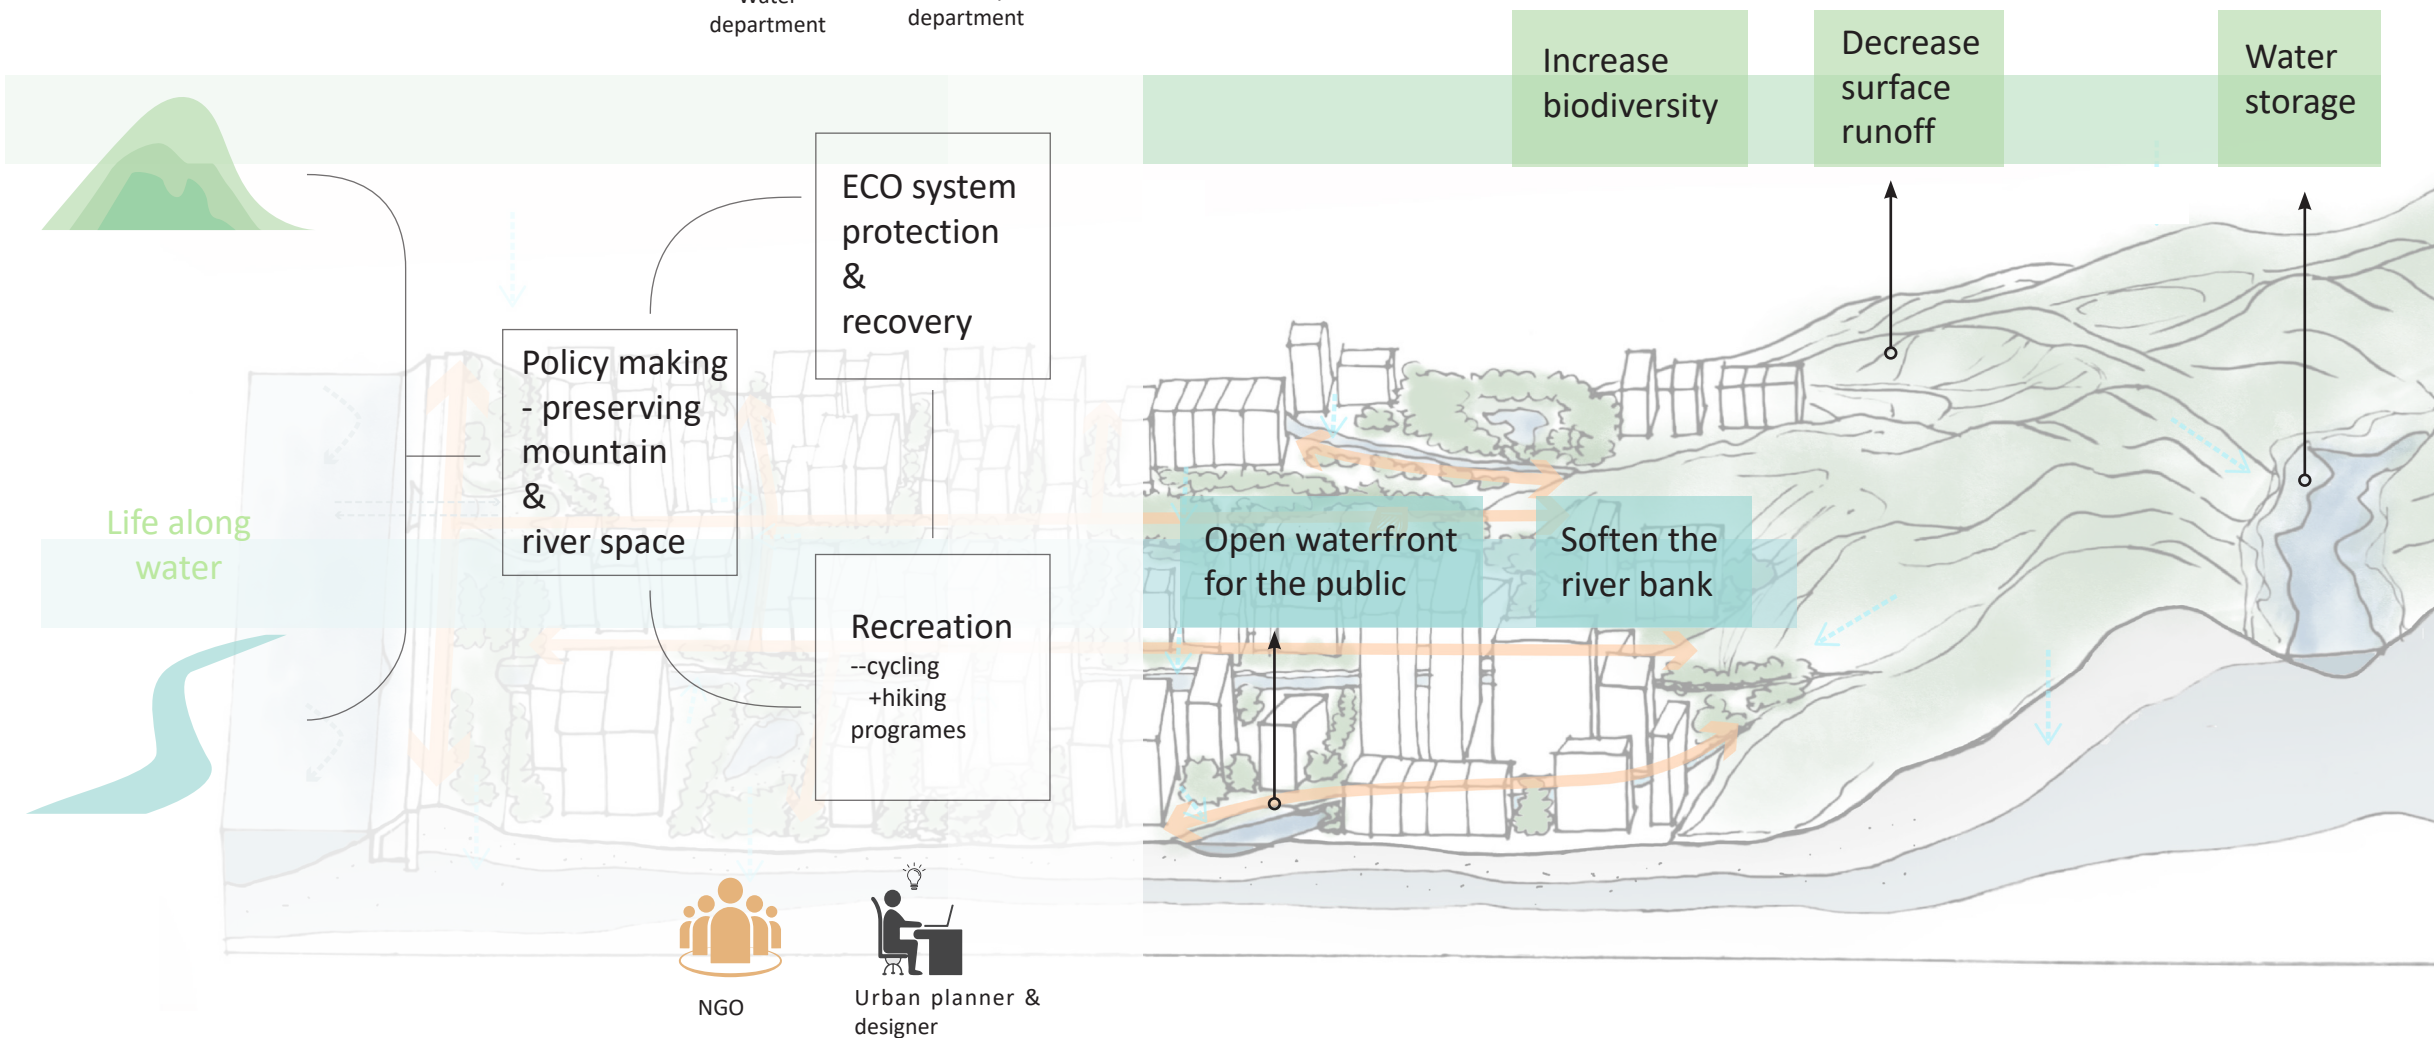 Water
department
department
Increase
biodiversity
Decrease
surface
runoff
Water
storage
ECO system
protection
&
recovery
Policy making
- preserving
mountain
&
river space
Life along
water
Open waterfront
for the public
Soften the
river bank
Recreation
--cycling
+hiking
programes
NGO
Urban planner &
designer